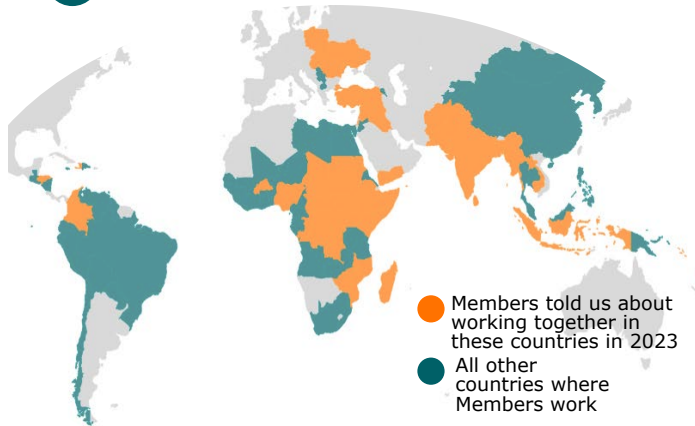 Members told us about
working together in
these countries in 2023
All other
countries where
Members work